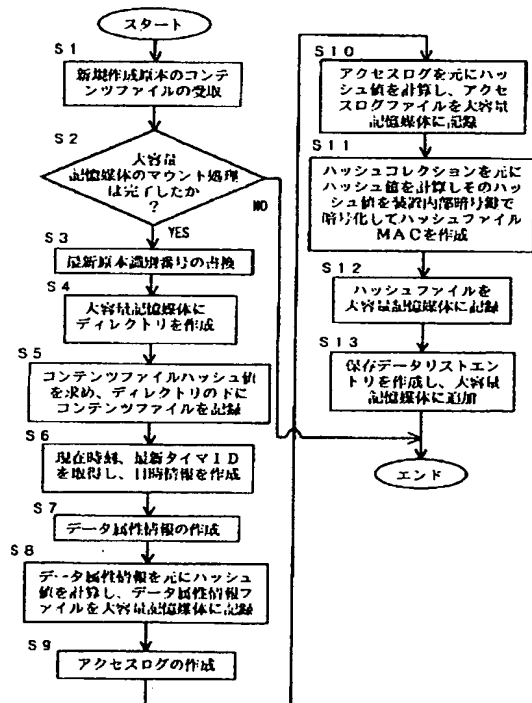 スタート
S1
新規作成原本のコンテ
ンツファイルの受取
S2
大容量
記憶媒体のマウント処理
は完了したか
?
NO
YES
S3
最新原本識別番号の書換
S4
大容量記憶媒体に
ディレクトリを作成
S5
コンテンツファイルハッシュ値
を求め、ディレクトリの下に
コンテンツファイルを記録
S6
現在時刻、最新タイマID
を取得し、日時情報を作成
S7
データ属性情報の作成
S8
データ属性情報を元にハッシュ
値を計算し、データ属性情報フ
ァイルを大容量記憶媒体に記録
S9
アクセスログの作成
S10
アクセスログを元にハッ
シュ値を計算し、アクセ
スログファイルを大容量
記憶媒体に記録
S11
ハッシュコレクションを元に
ハッシュ値を計算しそのハッ
シュ値を装置内部暗号鍵で
暗号化してハッシュファイル
MACを作成
S12
ハッシュファイルを
大容量記憶媒体に記録
S13
保存データリストエント
リを作成し、大容量
記憶媒体に追加
エンド